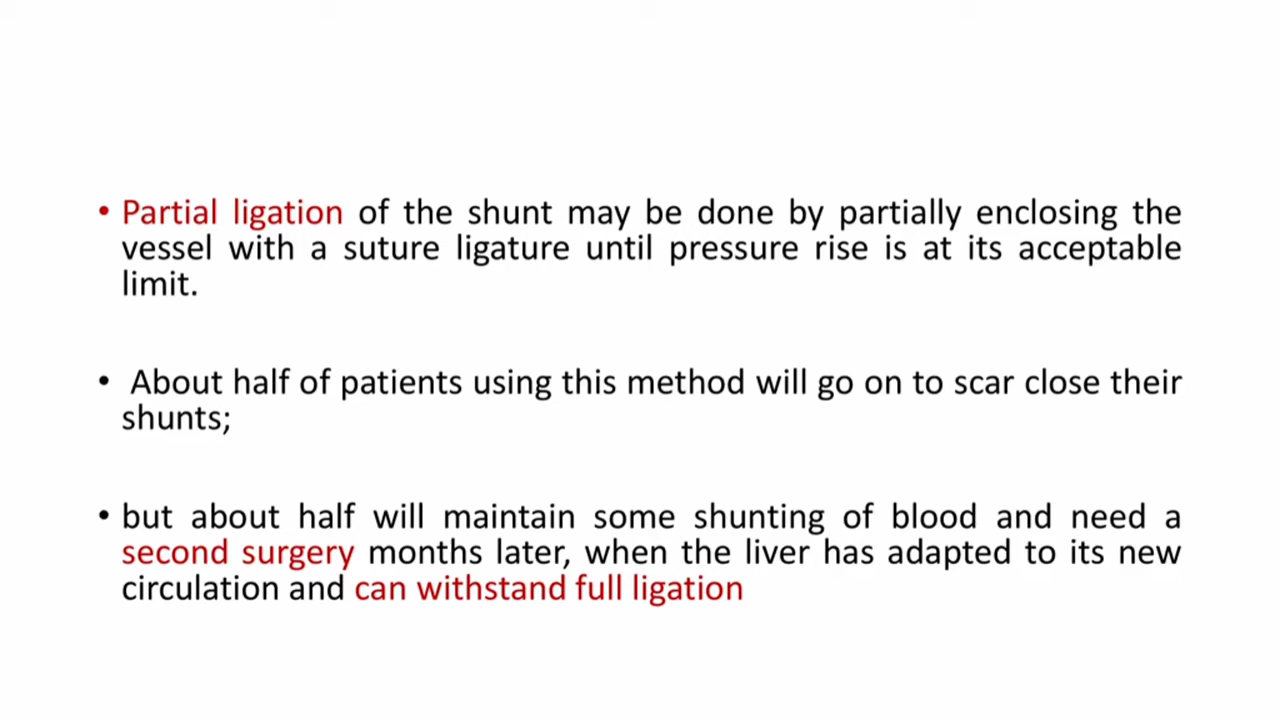 • Partial ligation of the shunt may be done by partially enclosing the
vessel with a suture ligature until pressure rise is at its acceptable
limit.
• About half of patients using this method will go on to scar close their
shunts;
• but about half will maintain some shunting of blood and need a
second surgery months later, when the liver has adapted to its new
circulation and can withstand full ligation